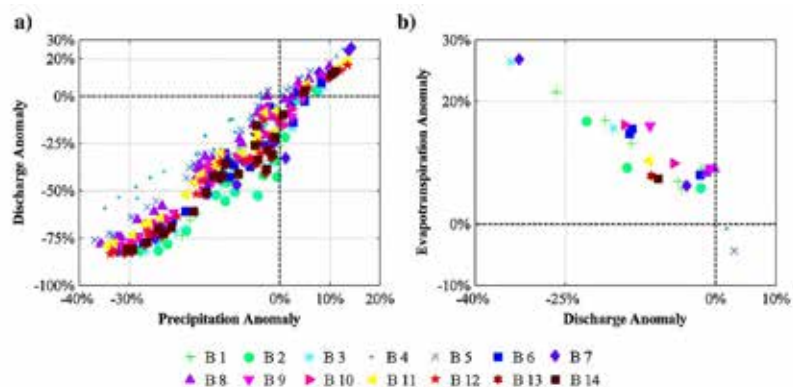 a)
30%
20%
0%
-25%
-50%
-75%
-100%
-40%
-30%
0%
10%
20%
Discharge Anomaly
Precipitation Anomaly
b)
30%
20%
0%
-10%
-25%
0%
10%
-40%
Evapotranspiration Anomaly
Discharge Anomaly
B 1 B 2 B 3 B 4 B 5 B 6 B 7
B 8 B 9 B 10 B 11 B 12 B 13 B 14